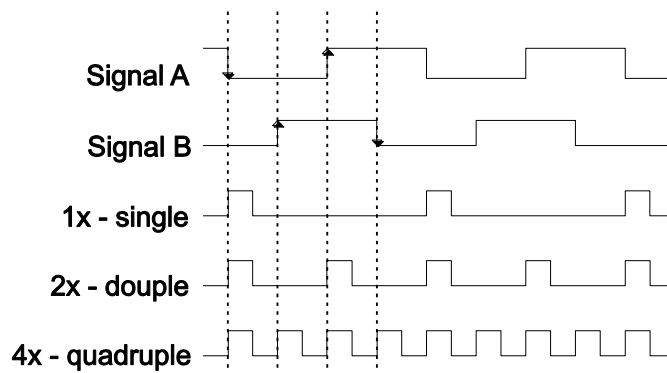 Signal A
Signal B
1x - single
2x - douple
4x - quadruple